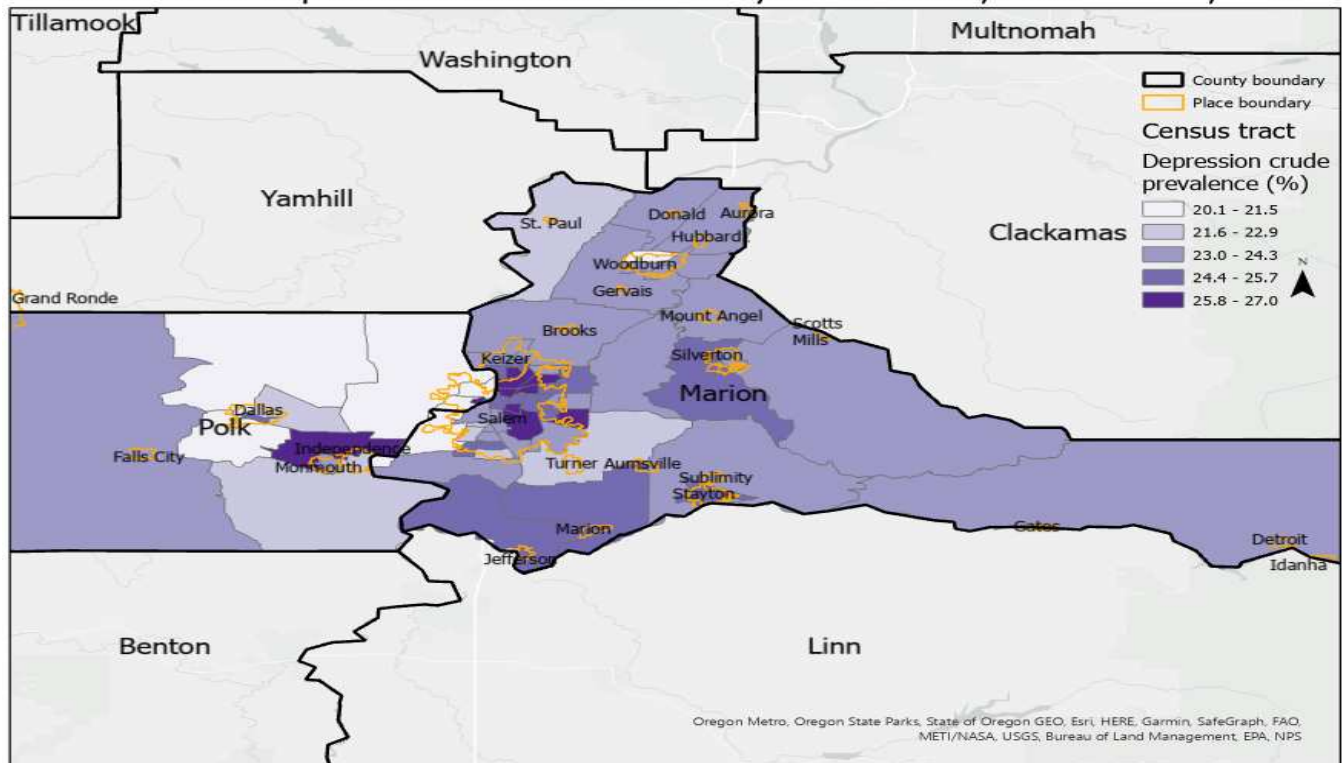 Tillamook
Multnomah
Washington
County boundary
Place boundary
Census tract
Depression crude
prevalence (%)
20.1 - 21.5
21.6 - 22.9
23.0 - 24.3
24.4 - 25.7
25.8 - 27.0
N
Yamhill
St. Paul
Donald
Aurora
Hubbard
Clackamas
Woodburn
Gervais
Grand Ronde
Brooks
Mount Angel
Scotts
Mills
Keizer
Silverton
Marion
Dallas
Polk
Salem
Independence
Falls City
Monmouth
Turner
Aumsville
Sublimity
Stayton
Marion
Gates
Jefferson
Detroit
Idanha
Benton
Linn
Oregon Metro, Oregon State Parks, State of Oregon GEO, Esri, HERE, Garmin, SafeGraph, FAO,
METI/NASA, USGS, Bureau of Land Management, EPA, NPS